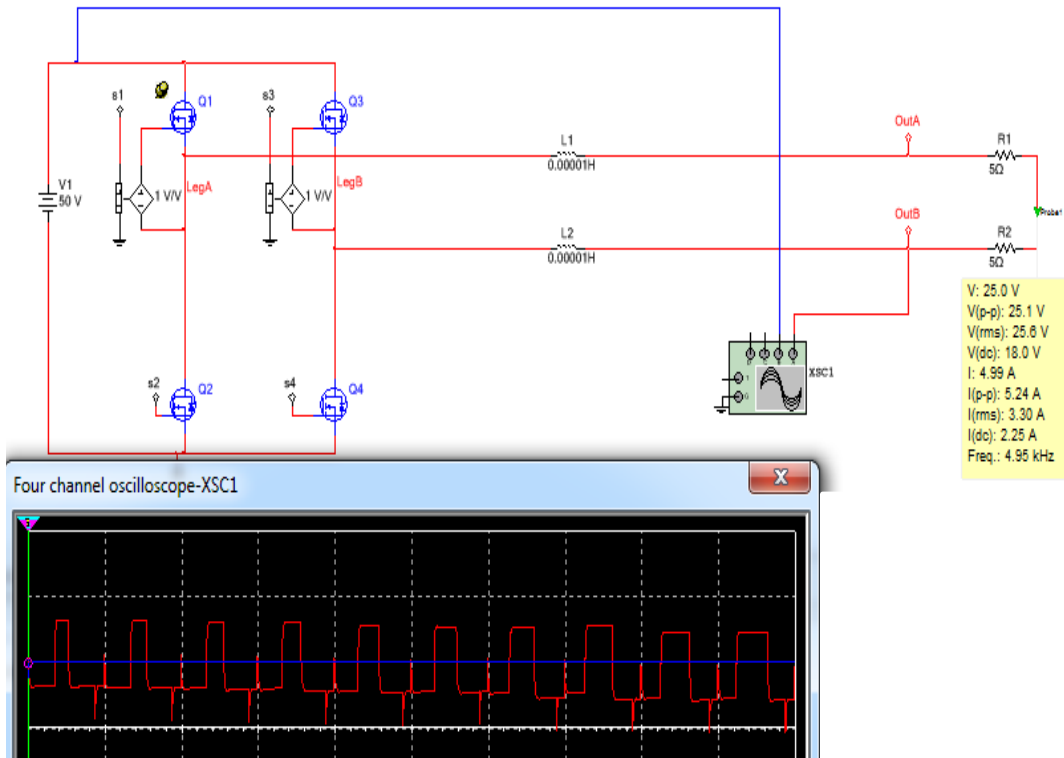 s1
Q1
s3
Q3
V1
50 V
1 V/V
LegA
1 V/V
LegB
L1
0.00001H
OutA
R1
5Ω
Probe1
L2
0.00001H
OutB
R2
5Ω
s2
Q2
s4
Q4
XSC1
V: 25.0 V
V(p-p): 25.1 V
V(rms): 25.6 V
V(dc): 18.0 V
I: 4.99 A
I(p-p): 5.24 A
I(rms): 3.30 A
I(dc): 2.25 A
Freq.: 4.95 kHz
Four channel oscilloscope-XSC1